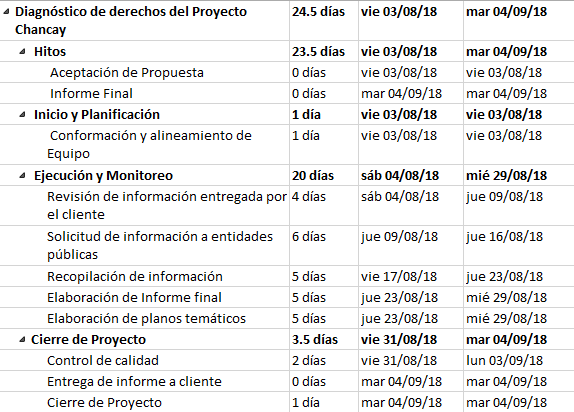 Diagnóstico de derechos del Proyecto 24.5 días vie 03/08/18 mar 04/09/18
Chancay
Hitos 23.5 días vie 03/08/18 mar 04/09/18
Aceptación de Propuesta 0 días vie 03/08/18 vie 03/08/18
Informe Final 0 días mar 04/09/18 mar 04/09/18
Inicio y Planificación 1 día vie 03/08/18 vie 03/08/18
Conformación y alineamiento de 1 día vie 03/08/18 vie 03/08/18
Equipo
Ejecución y Monitoreo 20 días sáb 04/08/18 mié 29/08/18
Revisión de información entregada por 4 días sáb 04/08/18 jue 09/08/18
el cliente
Solicitud de información a entidades 6 días jue 09/08/18 jue 16/08/18
públicas
Recopilación de información 5 días vie 17/08/18 jue 23/08/18
Elaboración de Informe final 5 días jue 23/08/18 mié 29/08/18
Elaboración de planos temáticos 5 días jue 23/08/18 mié 29/08/18
Cierre de Proyecto 3.5 días vie 31/08/18 mar 04/09/18
Control de calidad 2 días vie 31/08/18 lun 03/09/18
Entrega de informe a cliente 0 días mar 04/09/18 mar 04/09/18
Cierre de Proyecto 1 día mar 04/09/18 mar 04/09/18